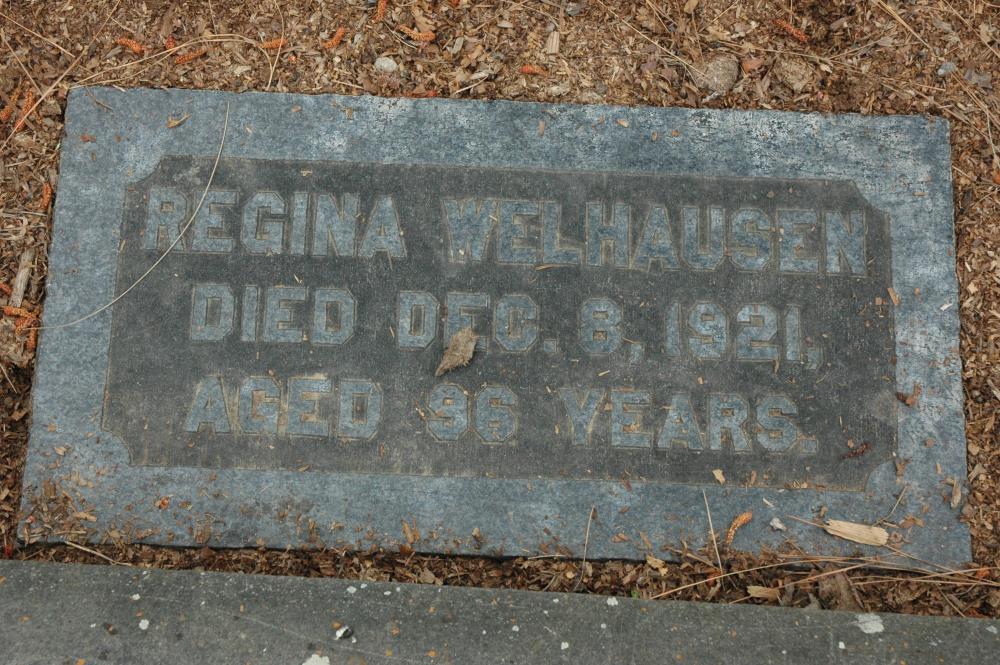 REGINA WELHAUSEN
DIED DEC. 8, 1921,
AGED 96 YEARS.